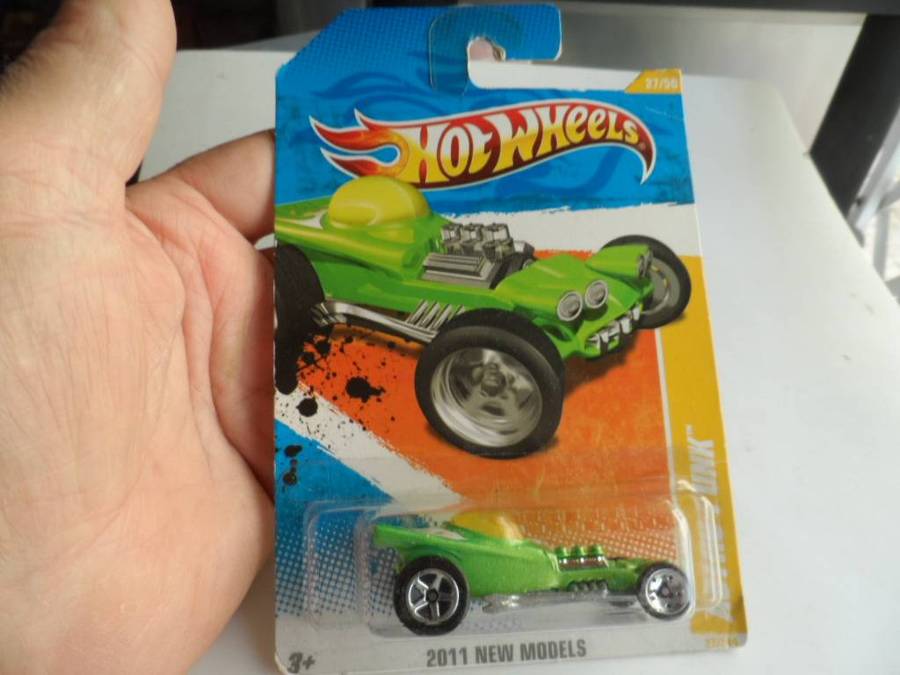 27/50
HOT WHEELS
3+
2011 NEW MODELS